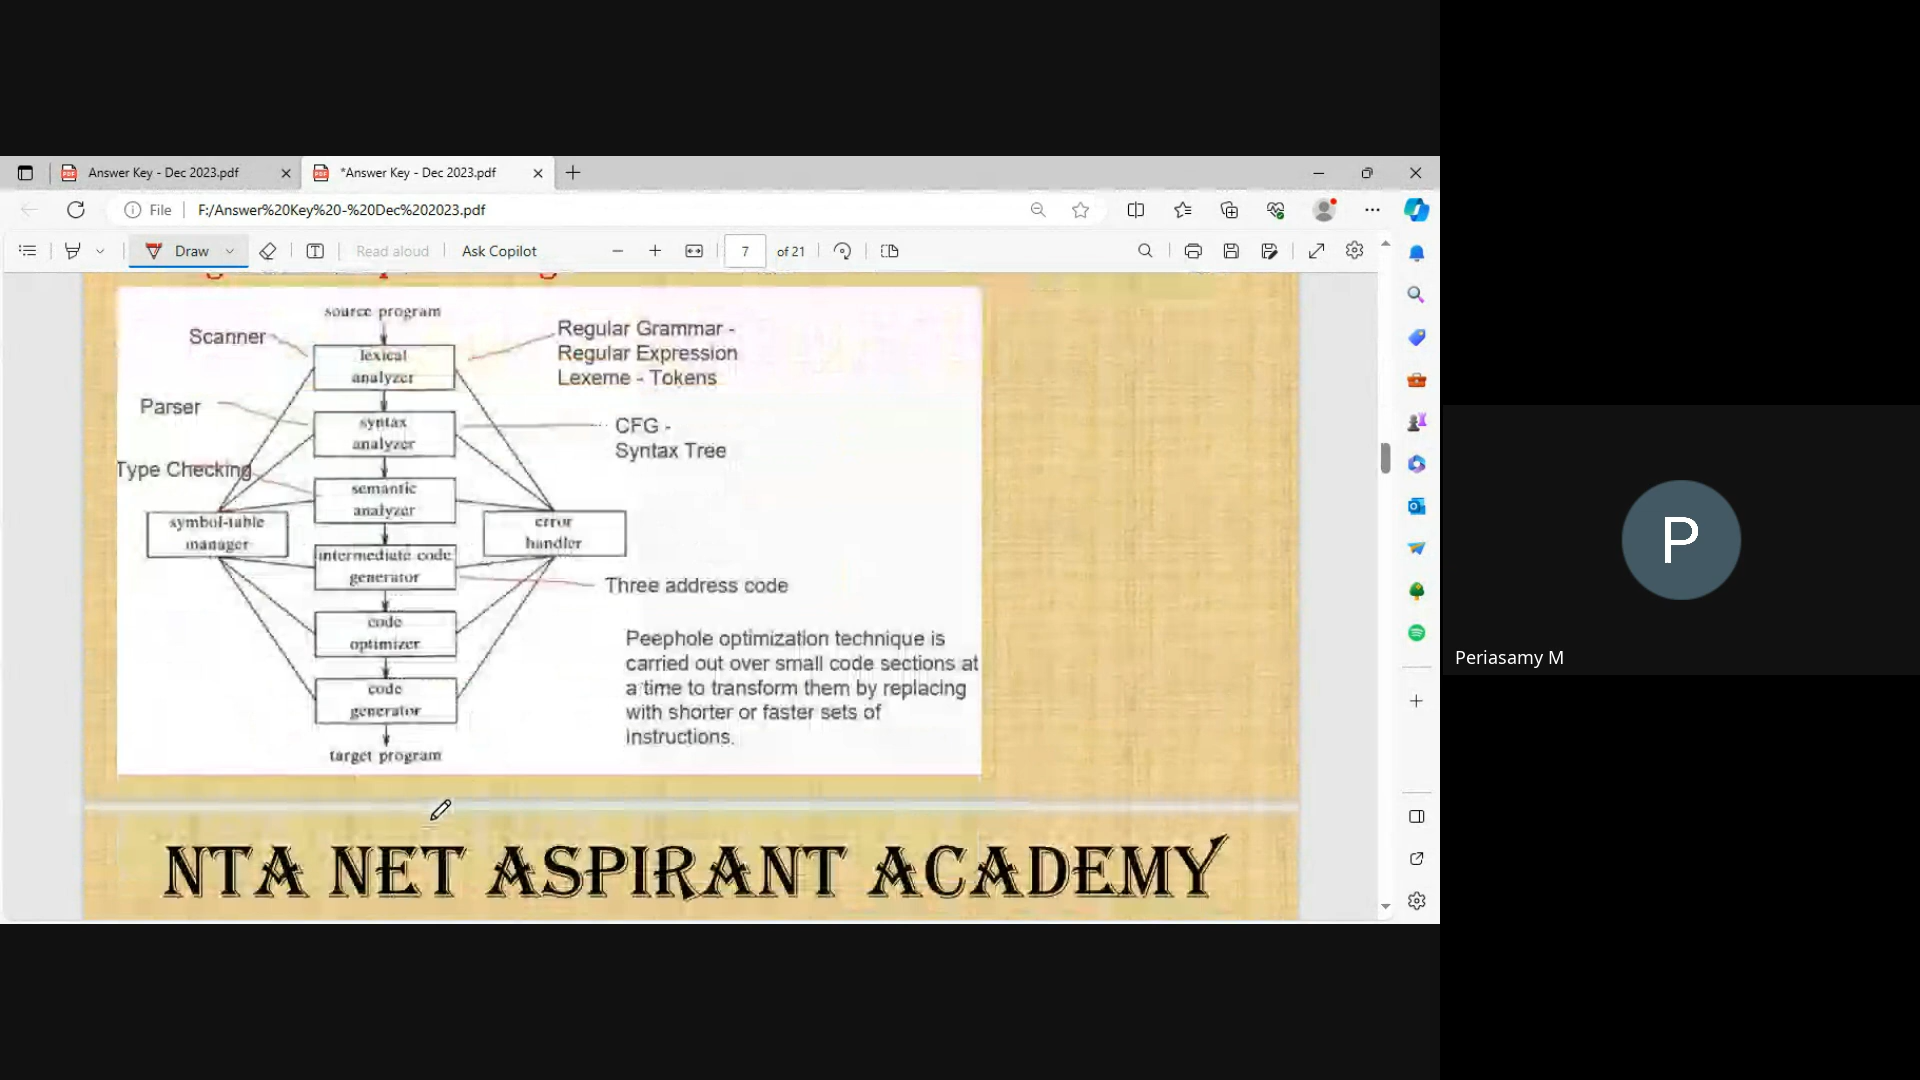 Answer Key - Dec 2023.pdf
*Answer Key - Dec 2023.pdf
File
F:/Answer%20Key%20-%20Dec%202023.pdf
Draw
Read aloud
Ask Copilot
7
of 21
source program
Scanner
lexical
analyzer
Regular Grammar -
Regular Expression
Lexeme - Tokens
Parser
syntax
analyzer
CFG -
Syntax Tree
Type Checking
semantic
analyzer
symbol-table
manager
error
handler
intermediate code
generator
Three address code
code
optimizer
Peephole optimization technique is
carried out over small code sections at
a time to transform them by replacing
with shorter or faster sets of
instructions.
code
generator
target program
NTA NET ASPIRANT ACADEMY
P
Periasamy M